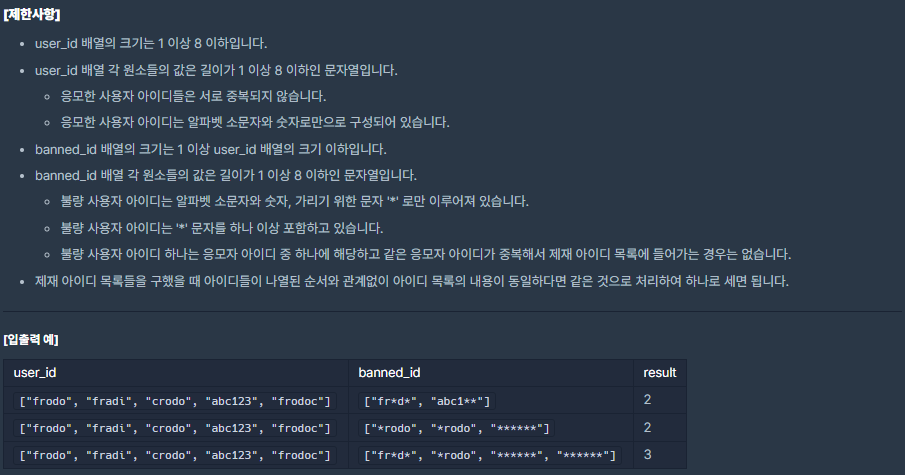 [제한사항]
user_id 배열의 크기는 1 이상 8 이하입니다.
user_id 배열 각 원소들의 값은 길이가 1 이상 8 이하인 문자열입니다.
응모한 사용자 아이디들은 서로 중복되지 않습니다.
응모한 사용자 아이디는 알파벳 소문자와 숫자로만으로 구성되어 있습니다.
banned_id 배열의 크기는 1 이상 user_id 배열의 크기 이하입니다.
banned_id 배열 각 원소들의 값은 길이가 1 이상 8 이하인 문자열입니다.
불량 사용자 아이디는 알파벳 소문자와 숫자, 가리기 위한 문자 '*' 로만 이루어져 있습니다.
불량 사용자 아이디는 '*' 문자를 하나 이상 포함하고 있습니다.
불량 사용자 아이디 하나는 응모자 아이디 중 하나에 해당하고 같은 응모자 아이디가 중복해서 제재 아이디 목록에 들어가는 경우는 없습니다.
제재 아이디 목록들을 구했을 때 아이디들이 나열된 순서와 관계없이 아이디 목록의 내용이 동일하다면 같은 것으로 처리하여 하나로 세면 됩니다.
[입출력 예]
user_id banned_id result
["frodo", "fradi", "crodo", "abc123", "frodoc"] ["fr*d*", "abc1**"] 2
["frodo", "fradi", "crodo", "abc123", "frodoc"] ["*rodo", "*rodo", "******"] 2
["frodo", "fradi", "crodo", "abc123", "frodoc"] ["fr*d*", "*rodo", "******", "******"] 3